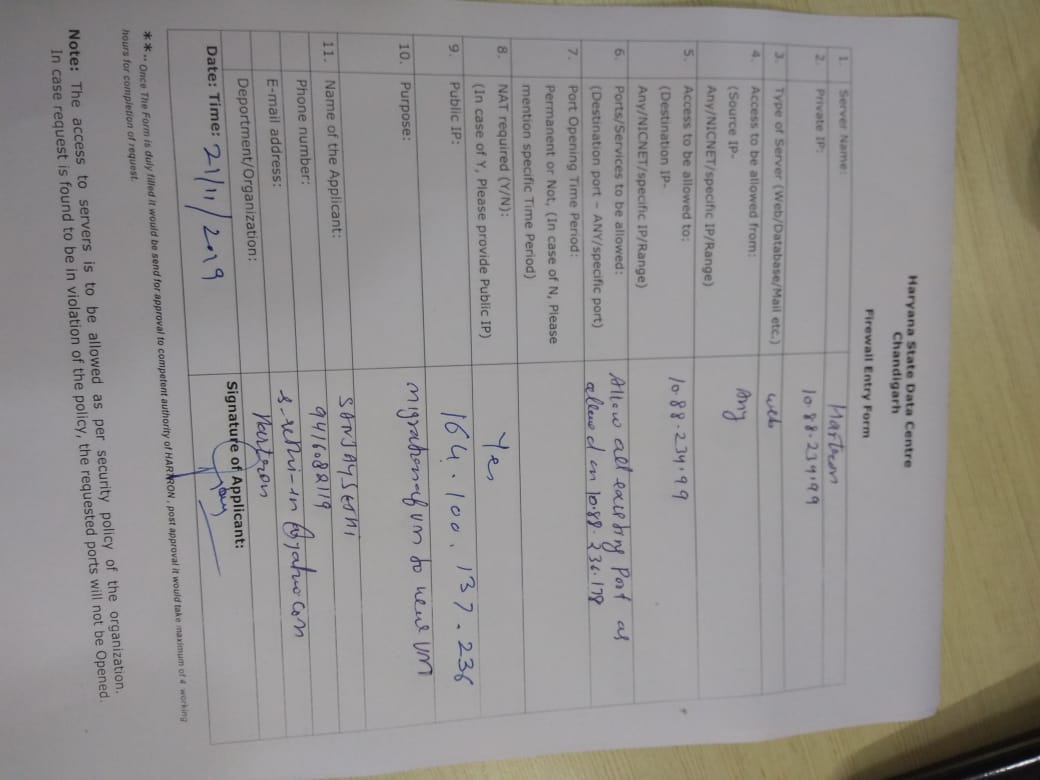 Haryana State Data Centre
Chandigarh
Firewall Entry Form
1. Server Name: Hartron
2. Private IP: 10.88.234.99
3. Type of Server (Web/Database/Mail etc.) web
4. Access to be allowed from: Any
(Source IP-
Any/NICNET/specific IP/Range)
5. Access to be allowed to: 10.88.234.99
(Destination IP-
Any/NICNET/specific IP/Range)
6. Ports/Services to be allowed: Allow all existing Port as
(Destination port – ANY/specific port) allowed on 10.88.236.178
7. Port Opening Time Period:
Permanent or Not, (In case of N, Please
mention specific Time Period)
8. NAT required (Y/N): Yes
(In case of Y, Please provide Public IP)
9. Public IP: 164.100.137.236
10. Purpose: migration of VM to new VM
11. Name of the Applicant: SANJAY SETHI
Phone number: 9416082119
E-mail address:
Deportment/Organization: Hartron
Date: Time: 21/11/2019 Signature of Applicant:
*** Once The Form is duly filled it would be send for approval to competent authority of HARTRON, post approval it would take maximum of 4 working
hours for completion of request.
Note: The access to servers is to be allowed as per security policy of the organization.
In case request is found to be in violation of the policy, the requested ports will not be Opened.